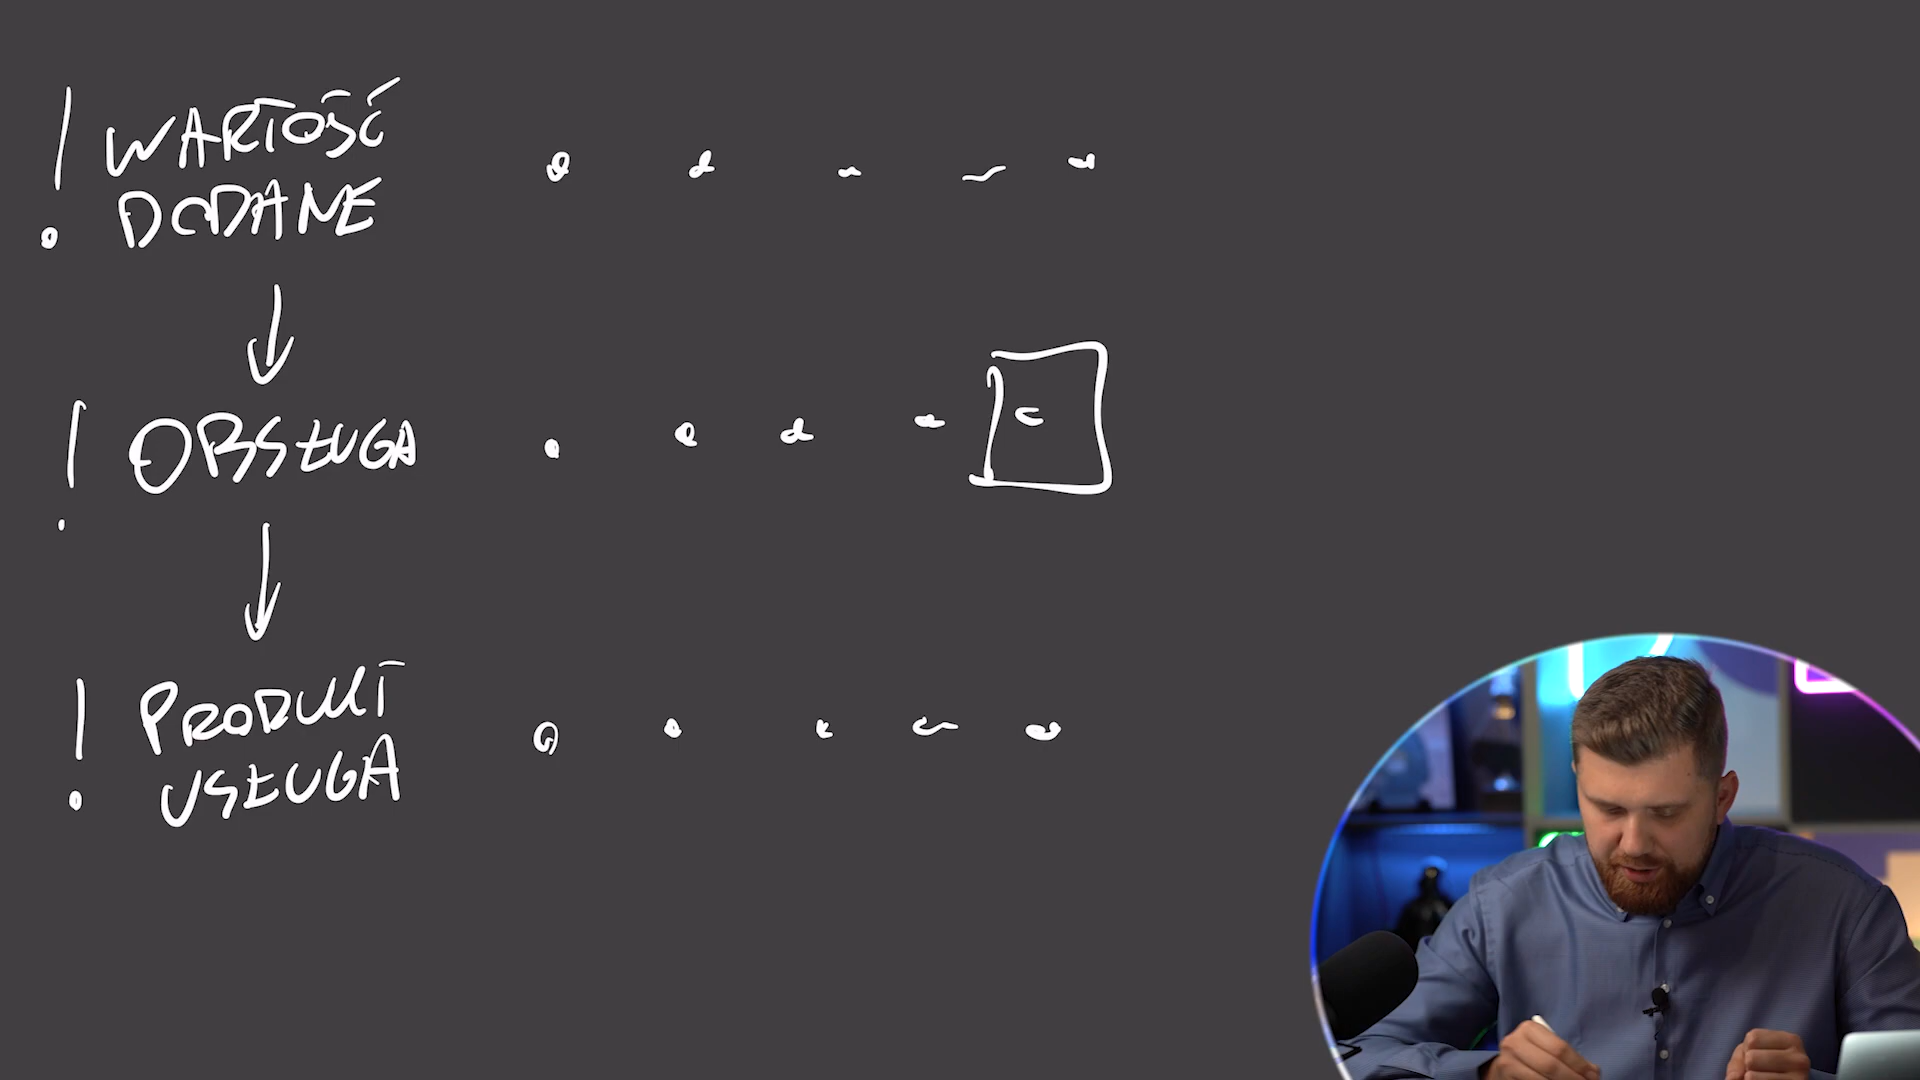 ! WARTOŚĆ
DODANE
! OBSŁUGA
! PRODUKT
USŁUGA